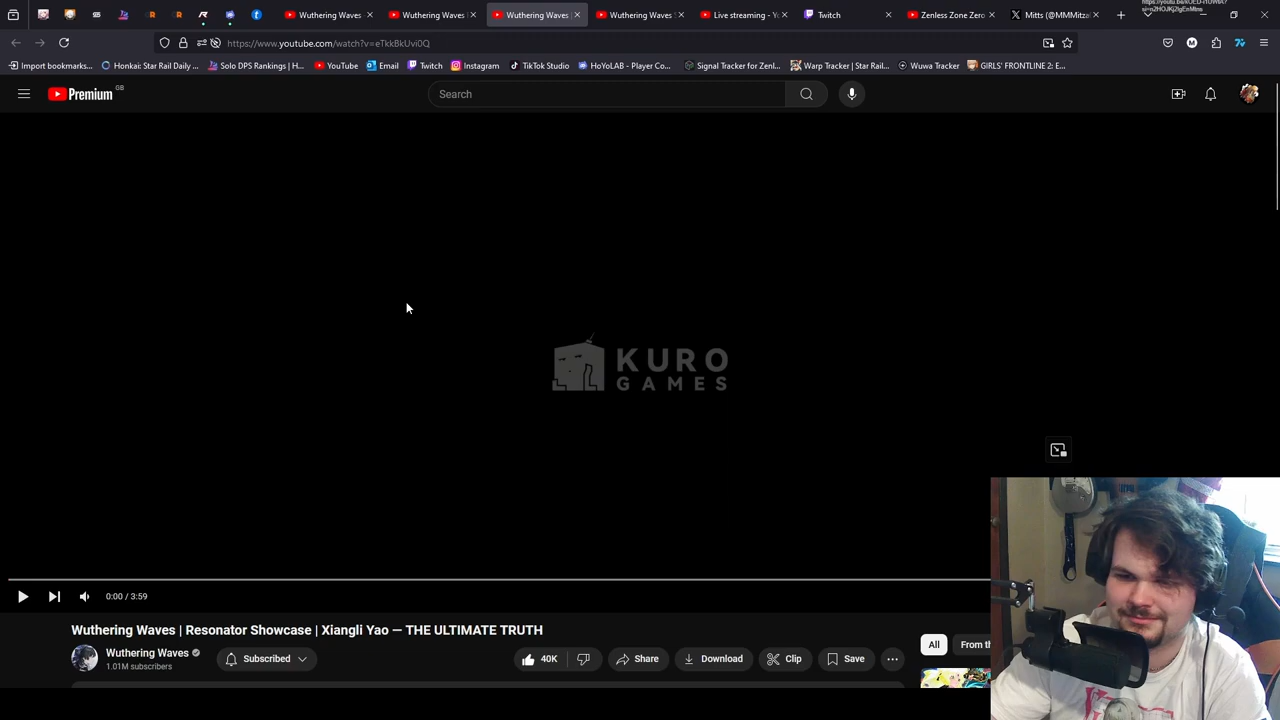 Wuthering Waves
Wuthering Waves
Wuthering Waves |
Wuthering Waves
Live streaming - Yo
Twitch
Zenless Zone Zero
Mitts (@MMMitza
https://www.youtube.com/watch?v=eTkkBkUvi0Q
Import bookmarks...
Honkai: Star Rail Daily ...
Solo DPS Rankings | H...
YouTube
Email
Twitch
Instagram
TikTok Studio
HoYoLAB - Player Co...
Signal Tracker for Zenl...
Warp Tracker | Star Rail...
Wuwa Tracker
GIRLS' FRONTLINE 2: E...
Premium
GB
Search
KURO
GAMES
0:00 / 3:59
Wuthering Waves | Resonator Showcase | Xiangli Yao — THE ULTIMATE TRUTH
Wuthering Waves
1.01M subscribers
Subscribed
40K
Share
Download
Clip
Save
All
From th